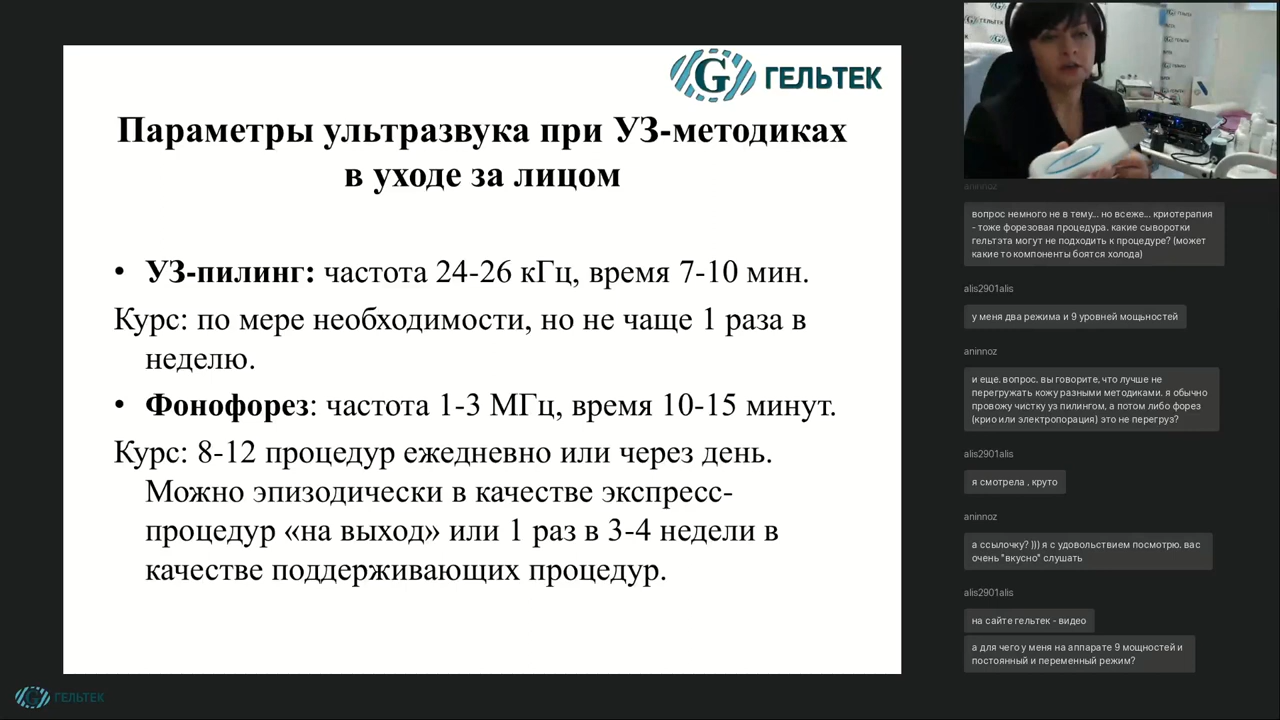 ГЕЛЬТЕК
Параметры ультразвука при УЗ-методиках
в уходе за лицом
• УЗ-пилинг: частота 24-26 кГц, время 7-10 мин.
Курс: по мере необходимости, но не чаще 1 раза в
неделю.
• Фонофорез: частота 1-3 МГц, время 10-15 минут.
Курс: 8-12 процедур ежедневно или через день.
Можно эпизодически в качестве экспресс-
процедур «на выход» или 1 раз в 3-4 недели в
качестве поддерживающих процедур.
ГЕЛЬТЕК
aninnoz
вопрос немного не в тему... но всеже... криотерапия
- тоже форезовая процедура. какие сыворотки
гельтэка могут не подходить к процедуре? (может
какие то компоненты боятся холода)
alis2901alis
у меня два режима и 9 уровней мощьностей
aninnoz
и еще. вопрос. вы говорите, что лучше не
перегружать кожу разными методиками. я обычно
провожу чистку уз пилингом, а потом либо форез
(крио или электропорация) это не перегруз?
alis2901alis
я смотрела , круто
aninnoz
а ссылочку? ))) я с удовольствием посмотрю. вас
очень "вкусно" слушать
alis2901alis
на сайте гельтек - видео
а для чего у меня на аппарате 9 мощностей и
постоянный и переменный режим?